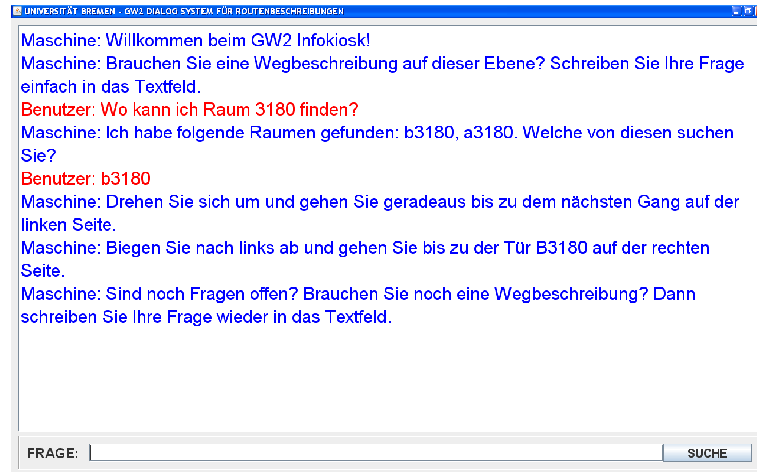 UNIVERSITÄT BREMEN - GW2 DIALOG SYSTEM FÜR ROUTENBESCHREIBUNGEN
Maschine: Willkommen beim GW2 Infokiosk!
Maschine: Brauchen Sie eine Wegbeschreibung auf dieser Ebene? Schreiben Sie Ihre Frage
einfach in das Textfeld.
Benutzer: Wo kann ich Raum 3180 finden?
Maschine: Ich habe folgende Raumen gefunden: b3180, a3180. Welche von diesen suchen
Sie?
Benutzer: b3180
Maschine: Drehen Sie sich um und gehen Sie geradeaus bis zu dem nächsten Gang auf der
linken Seite.
Maschine: Biegen Sie nach links ab und gehen Sie bis zu der Tür B3180 auf der rechten
Seite.
Maschine: Sind noch Fragen offen? Brauchen Sie noch eine Wegbeschreibung? Dann
schreiben Sie Ihre Frage wieder in das Textfeld.
FRAGE: SUCHE